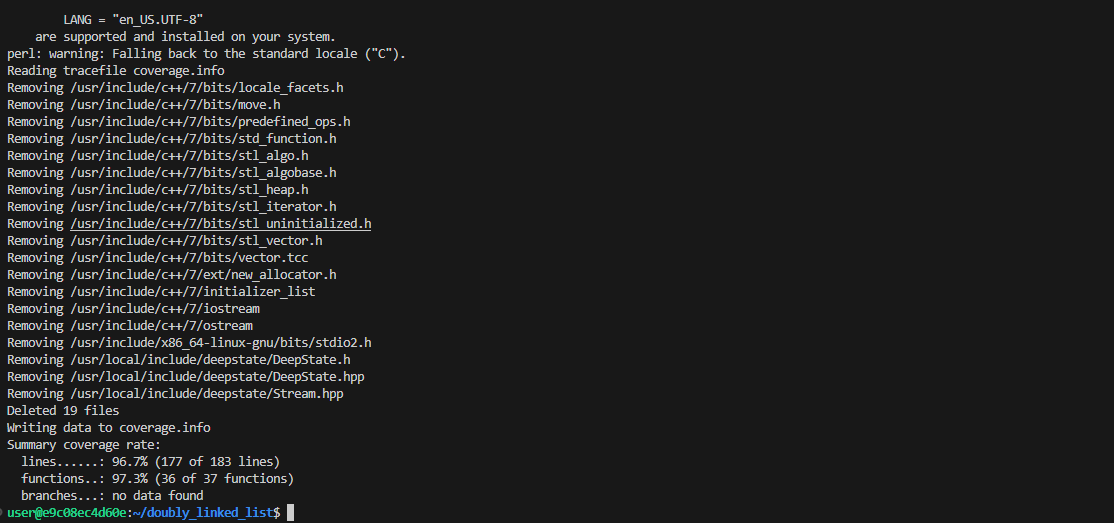 LANG = "en_US.UTF-8"
    are supported and installed on your system.
perl: warning: Falling back to the standard locale ("C").
Reading tracefile coverage.info
Removing /usr/include/c++/7/bits/locale_facets.h
Removing /usr/include/c++/7/bits/move.h
Removing /usr/include/c++/7/bits/predefined_ops.h
Removing /usr/include/c++/7/bits/std_function.h
Removing /usr/include/c++/7/bits/stl_algo.h
Removing /usr/include/c++/7/bits/stl_algobase.h
Removing /usr/include/c++/7/bits/stl_heap.h
Removing /usr/include/c++/7/bits/stl_iterator.h
Removing /usr/include/c++/7/bits/stl_uninitialized.h
Removing /usr/include/c++/7/bits/stl_vector.h
Removing /usr/include/c++/7/bits/vector.tcc
Removing /usr/include/c++/7/ext/new_allocator.h
Removing /usr/include/c++/7/initializer_list
Removing /usr/include/c++/7/iostream
Removing /usr/include/c++/7/ostream
Removing /usr/include/x86_64-linux-gnu/bits/stdio2.h
Removing /usr/local/include/deepstate/DeepState.h
Removing /usr/local/include/deepstate/DeepState.hpp
Removing /usr/local/include/deepstate/Stream.hpp
Deleted 19 files
Writing data to coverage.info
Summary coverage rate:
  lines......: 96.7% (177 of 183 lines)
  functions..: 97.3% (36 of 37 functions)
  branches...: no data found
user@e9c08ec4d60e:~/doubly_linked_list$